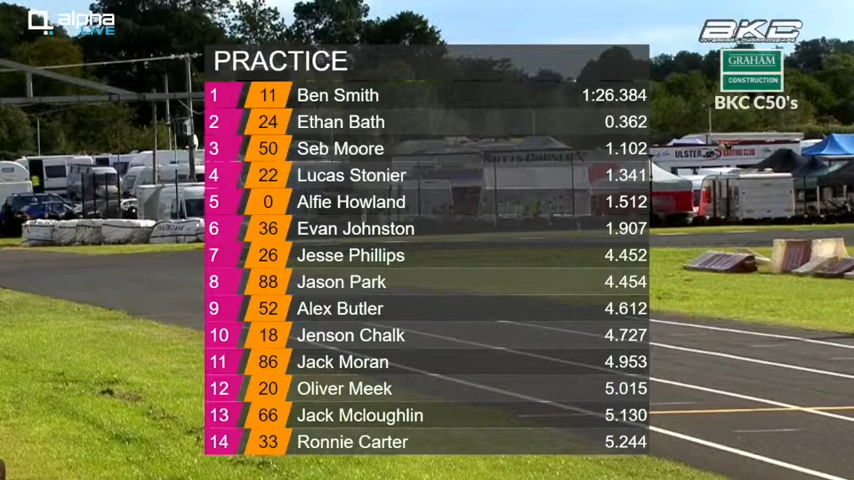 alpha
LIVE
BKC
GRAHAM
CONSTRUCTION
BKC C50's
ULSTER KARTING CLUB
PRACTICE
1 11 Ben Smith 1:26.384
2 24 Ethan Bath 0.362
3 50 Seb Moore 1.102
4 22 Lucas Stonier 1.341
5 0 Alfie Howland 1.512
6 36 Evan Johnston 1.907
7 26 Jesse Phillips 4.452
8 88 Jason Park 4.454
9 52 Alex Butler 4.612
10 18 Jenson Chalk 4.727
11 86 Jack Moran 4.953
12 20 Oliver Meek 5.015
13 66 Jack Mcloughlin 5.130
14 33 Ronnie Carter 5.244